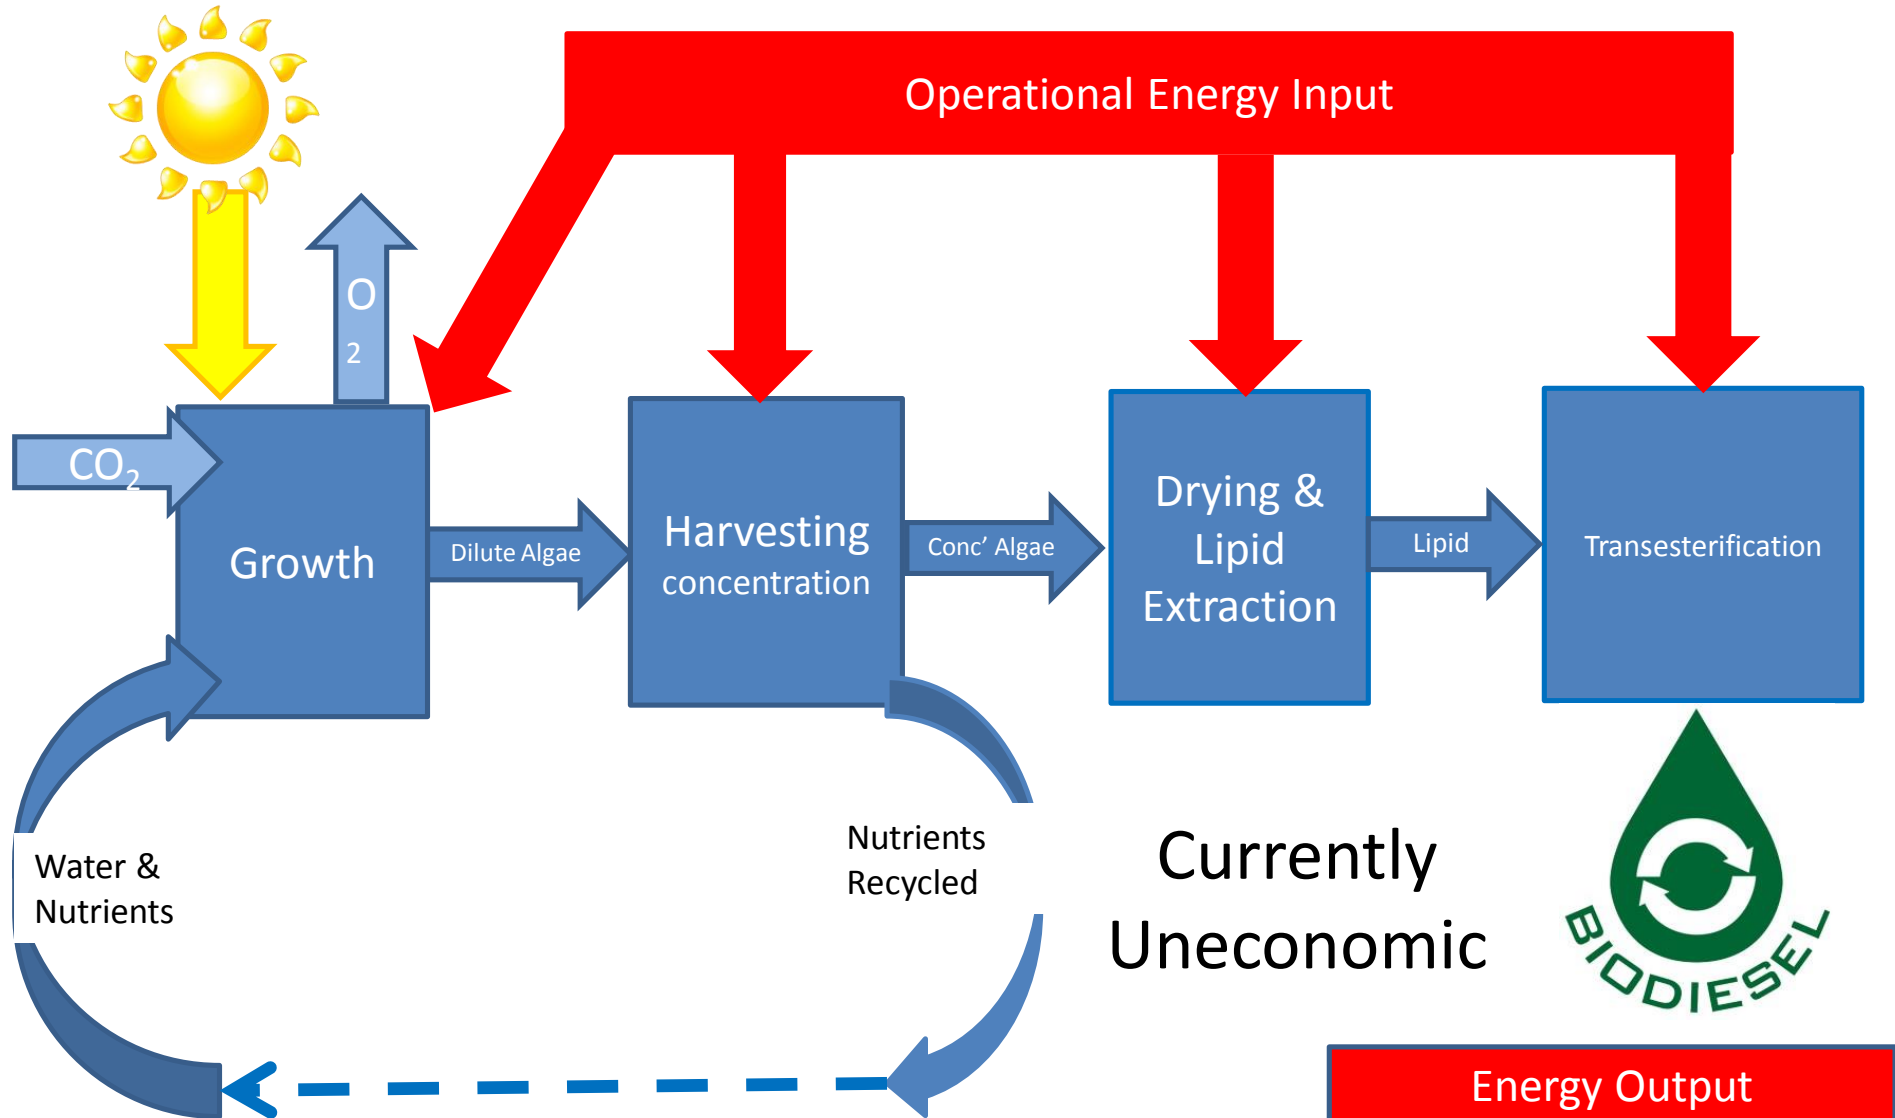 Operational Energy Input
O
2
CO₂
Growth
Dilute Algae
Harvesting
concentration
Conc’ Algae
Drying &
Lipid
Extraction
Lipid
Transesterification
Water &
Nutrients
Nutrients
Recycled
Currently
Uneconomic
BIODIESEL
Energy Output